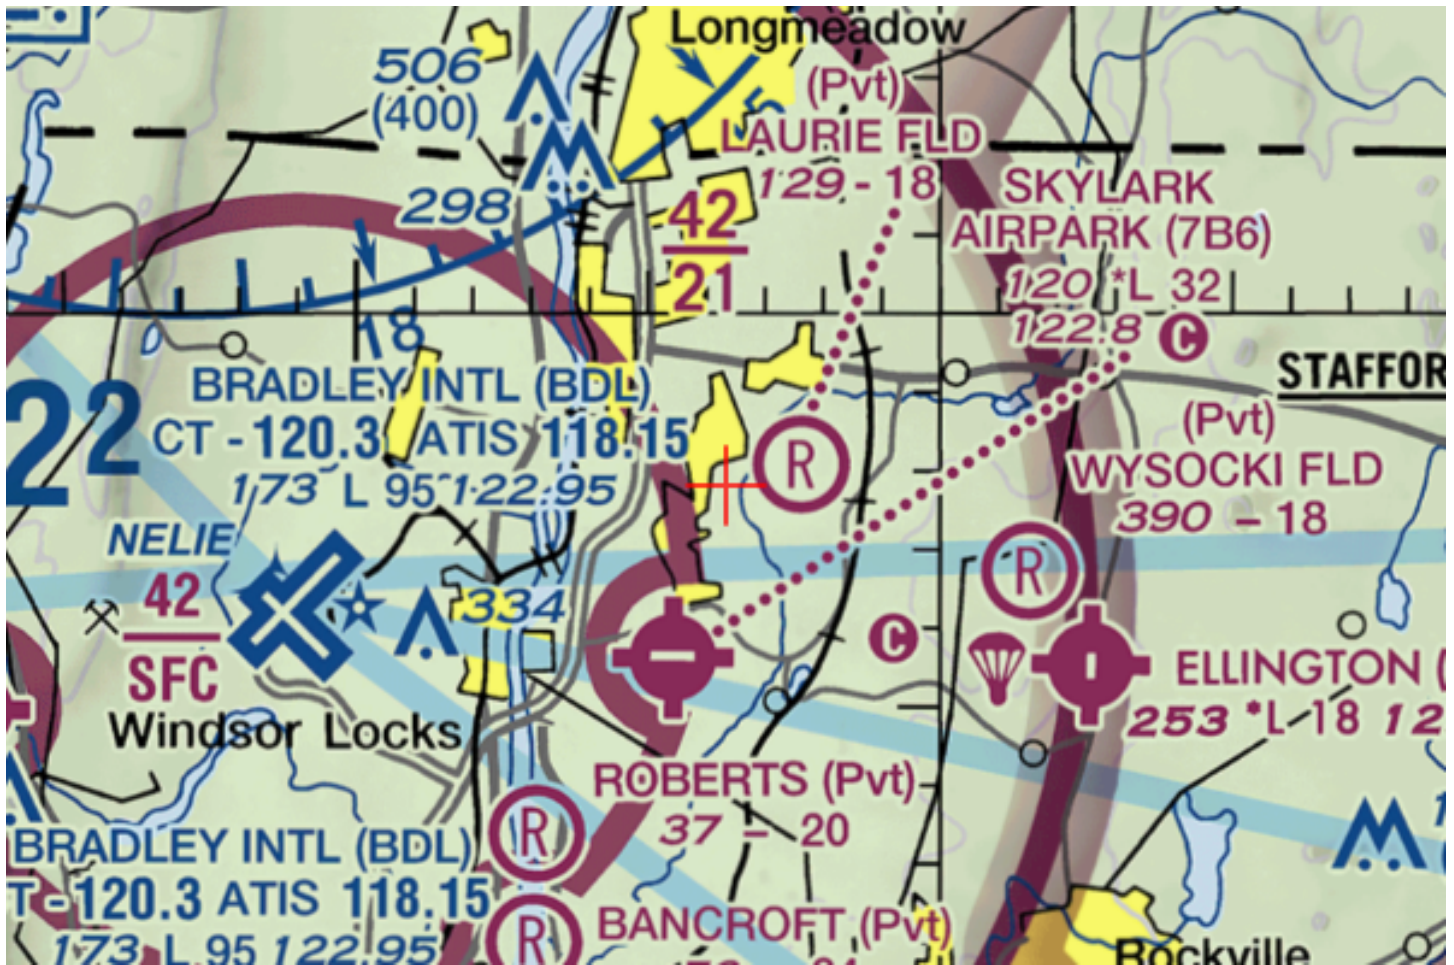 Longmeadow
506
(400)
(Pvt)
LAURIE FLD
129 - 18
298
42
21
SKYLARK
AIRPARK (7B6)
120 *L 32
122.8 C
5
18
22
BRADLEY INTL (BDL)
CT - 120.3 ATIS 118.15
173 L 95 122.95
STAFFOR
(Pvt)
WYSOCKI FLD
390 - 18
R
R
NELIE
42
SFC
334
C
ELLINGTON (
253 *L 18 12
Windsor Locks
ROBERTS (Pvt)
37 - 20
R
BRADLEY INTL (BDL)
T - 120.3 ATIS 118.15
173 L 95 122.95
R
BANCROFT (Pvt)
Rockville